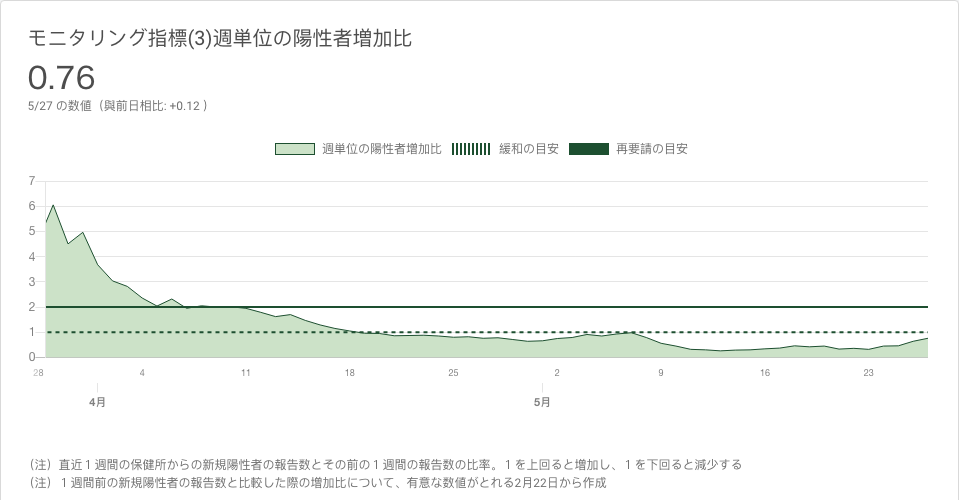 モニタリング指標(3)週単位の陽性者増加比
0.76
5/27 の数値（與前日相比: +0.12 ）
週単位の陽性者増加比 緩和の目安 再要請の目安
7
6
5
4
3
2
1
0
28 4 11 18 25 2 9 16 23
4月 5月
（注）直近１週間の保健所からの新規陽性者の報告数とその前の１週間の報告数の比率。１を上回ると増加し、１を下回ると減少する
（注）１週間前の新規陽性者の報告数と比較した際の増加比について、有意な数値がとれる2月22日から作成